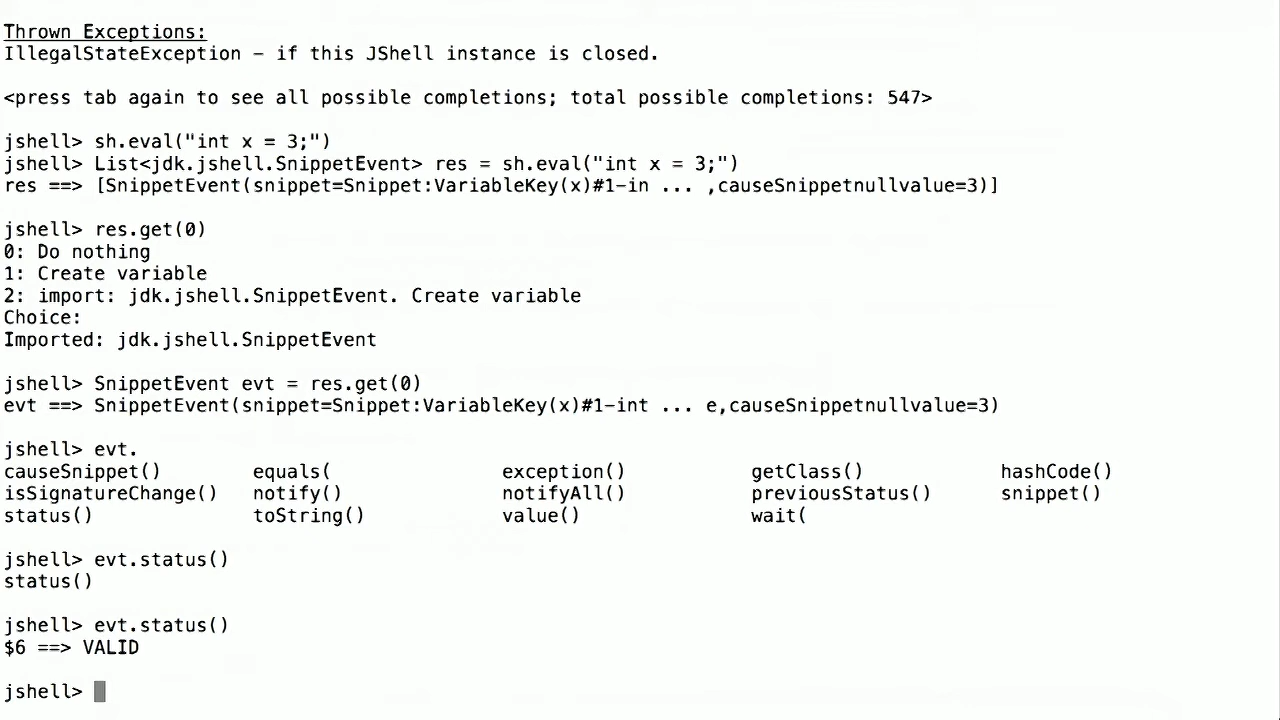 Thrown Exceptions:
IllegalStateException – if this JShell instance is closed.
<press tab again to see all possible completions; total possible completions: 547>
jshell> sh.eval("int x = 3;")
jshell> List<jdk.jshell.SnippetEvent> res = sh.eval("int x = 3;")
res ==> [SnippetEvent(snippet=Snippet:VariableKey(x)#1-in ... ,causeSnippetnullvalue=3)]
jshell> res.get(0)
0: Do nothing
1: Create variable
2: import: jdk.jshell.SnippetEvent. Create variable
Choice:
Imported: jdk.jshell.SnippetEvent
jshell> SnippetEvent evt = res.get(0)
evt ==> SnippetEvent(snippet=Snippet:VariableKey(x)#1-int ... e,causeSnippetnullvalue=3)
jshell> evt.
causeSnippet() equals( exception() getClass() hashCode()
isSignatureChange() notify() notifyAll() previousStatus() snippet()
status() toString() value() wait(
jshell> evt.status()
status()
jshell> evt.status()
$6 ==> VALID
jshell>